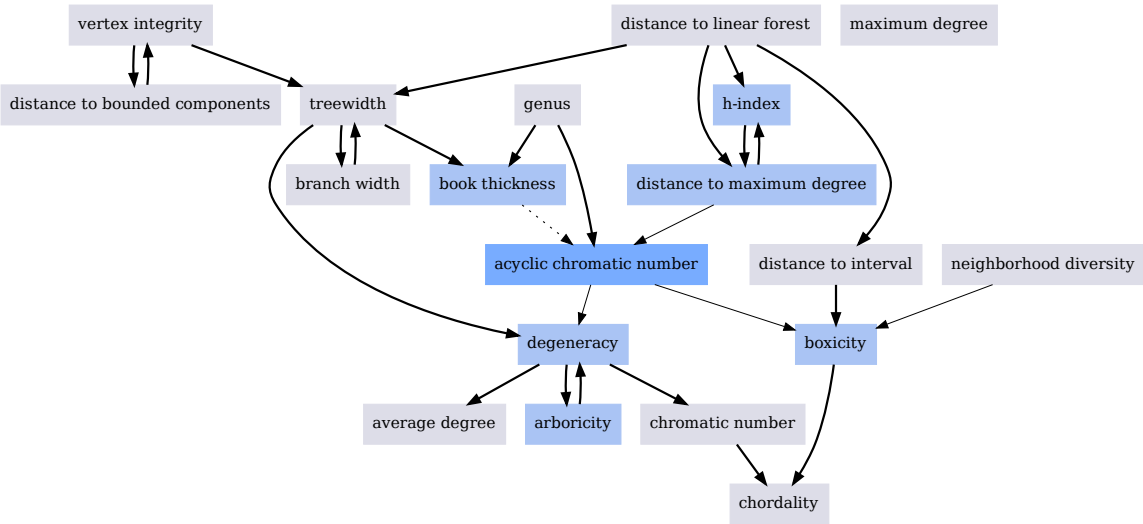 vertex integrity
distance to linear forest
maximum degree
distance to bounded components
treewidth
genus
h-index
branch width
book thickness
distance to maximum degree
acyclic chromatic number
distance to interval
neighborhood diversity
degeneracy
boxicity
average degree
arboricity
chromatic number
chordality